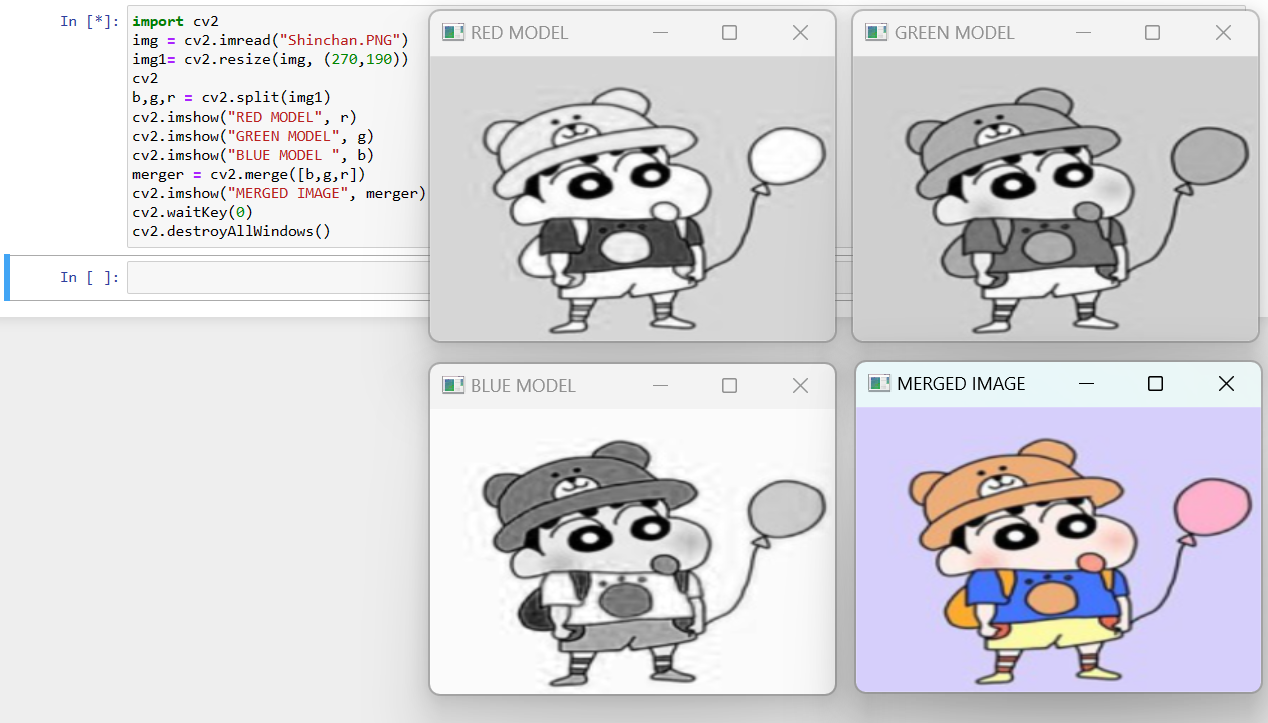 In [*]:
import cv2
img = cv2.imread("Shinchan.PNG")
img1= cv2.resize(img, (270,190))
cv2
b,g,r = cv2.split(img1)
cv2.imshow("RED MODEL", r)
cv2.imshow("GREEN MODEL", g)
cv2.imshow("BLUE MODEL ", b)
merger = cv2.merge([b,g,r])
cv2.imshow("MERGED IMAGE", merger)
cv2.waitKey(0)
cv2.destroyAllWindows()
In [ ]:
RED MODEL
GREEN MODEL
BLUE MODEL
MERGED IMAGE